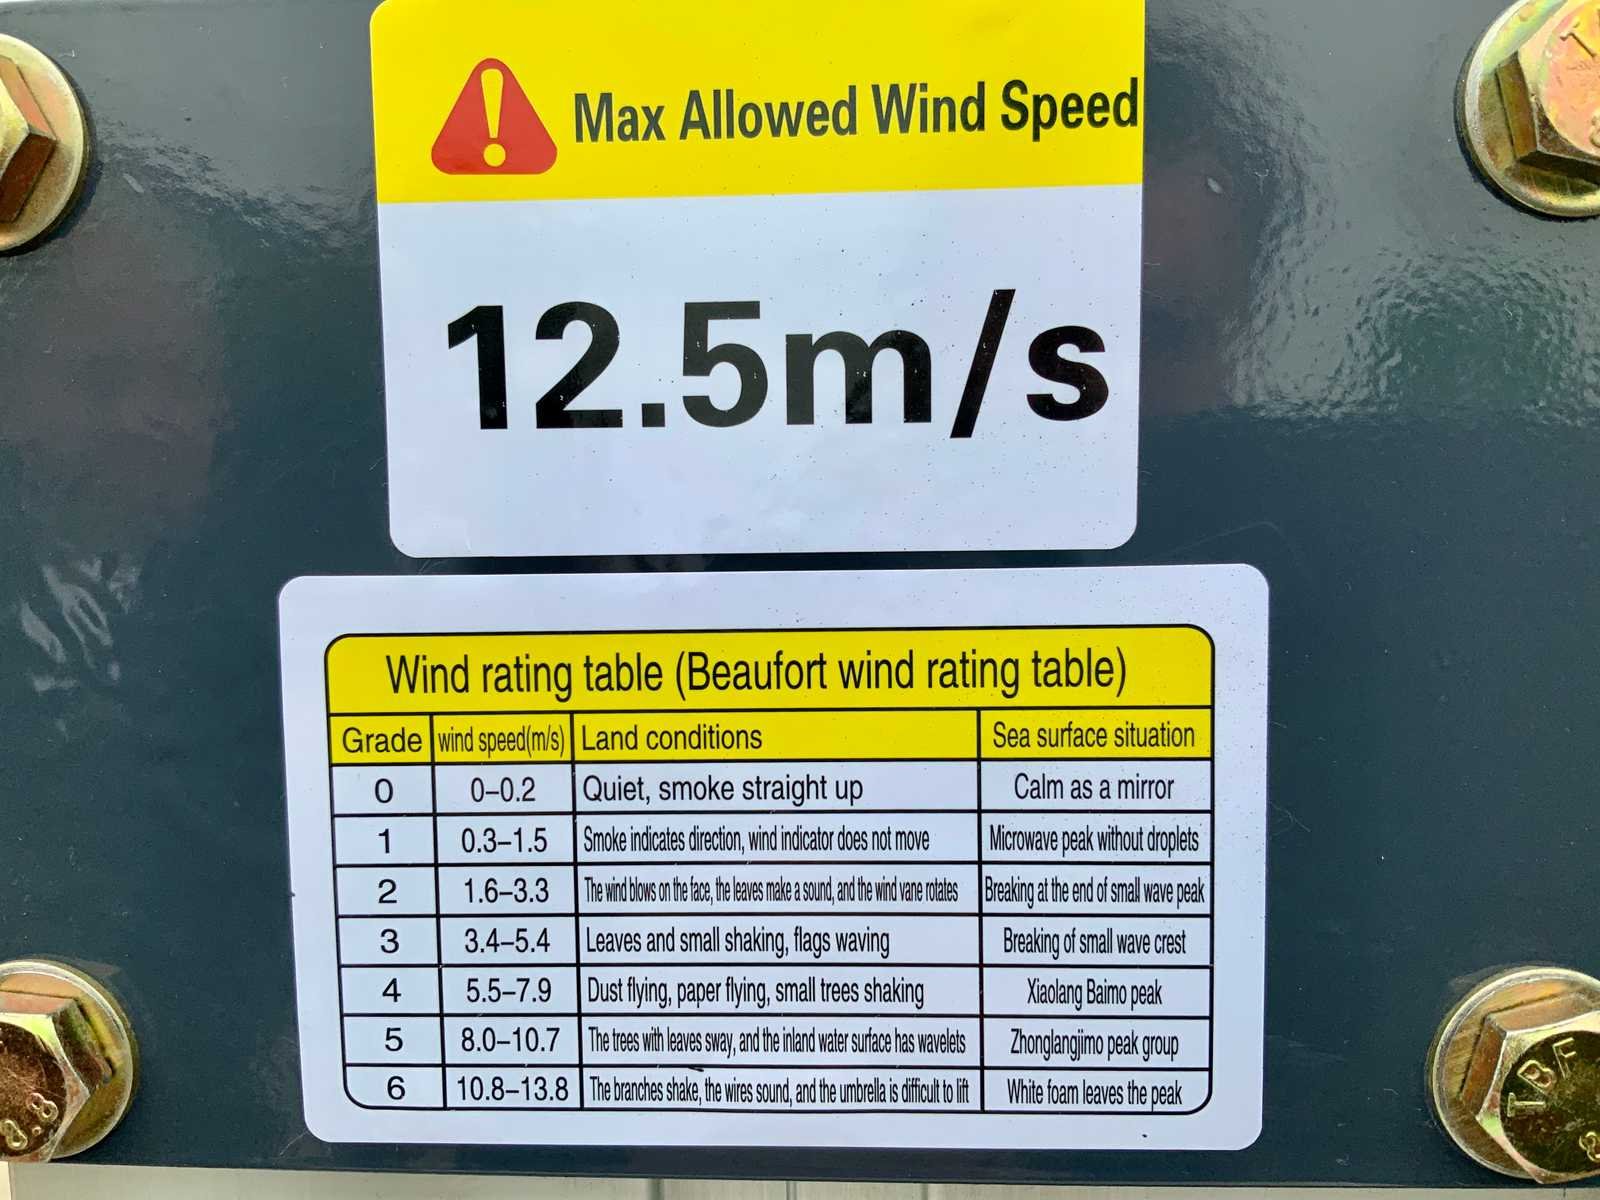 Max Allowed Wind Speed
12.5m/s
Wind rating table (Beaufort wind rating table)
Grade wind speed(m/s) Land conditions Sea surface situation
0 0–0.2 Quiet, smoke straight up Calm as a mirror
1 0.3–1.5 Smoke indicates direction, wind indicator does not move Microwave peak without droplets
2 1.6–3.3 The wind blows on the face, the leaves make a sound, and the wind vane rotates Breaking at the end of small wave peak
3 3.4–5.4 Leaves and small shaking, flags waving Breaking of small wave crest
4 5.5–7.9 Dust flying, paper flying, small trees shaking Xiaolang Baimo peak
5 8.0–10.7 The trees with leaves sway, and the inland water surface has wavelets Zhonglangjimo peak group
6 10.8–13.8 The branches shake, the wires sound, and the umbrella is difficult to lift White foam leaves the peak
8.8
TBF